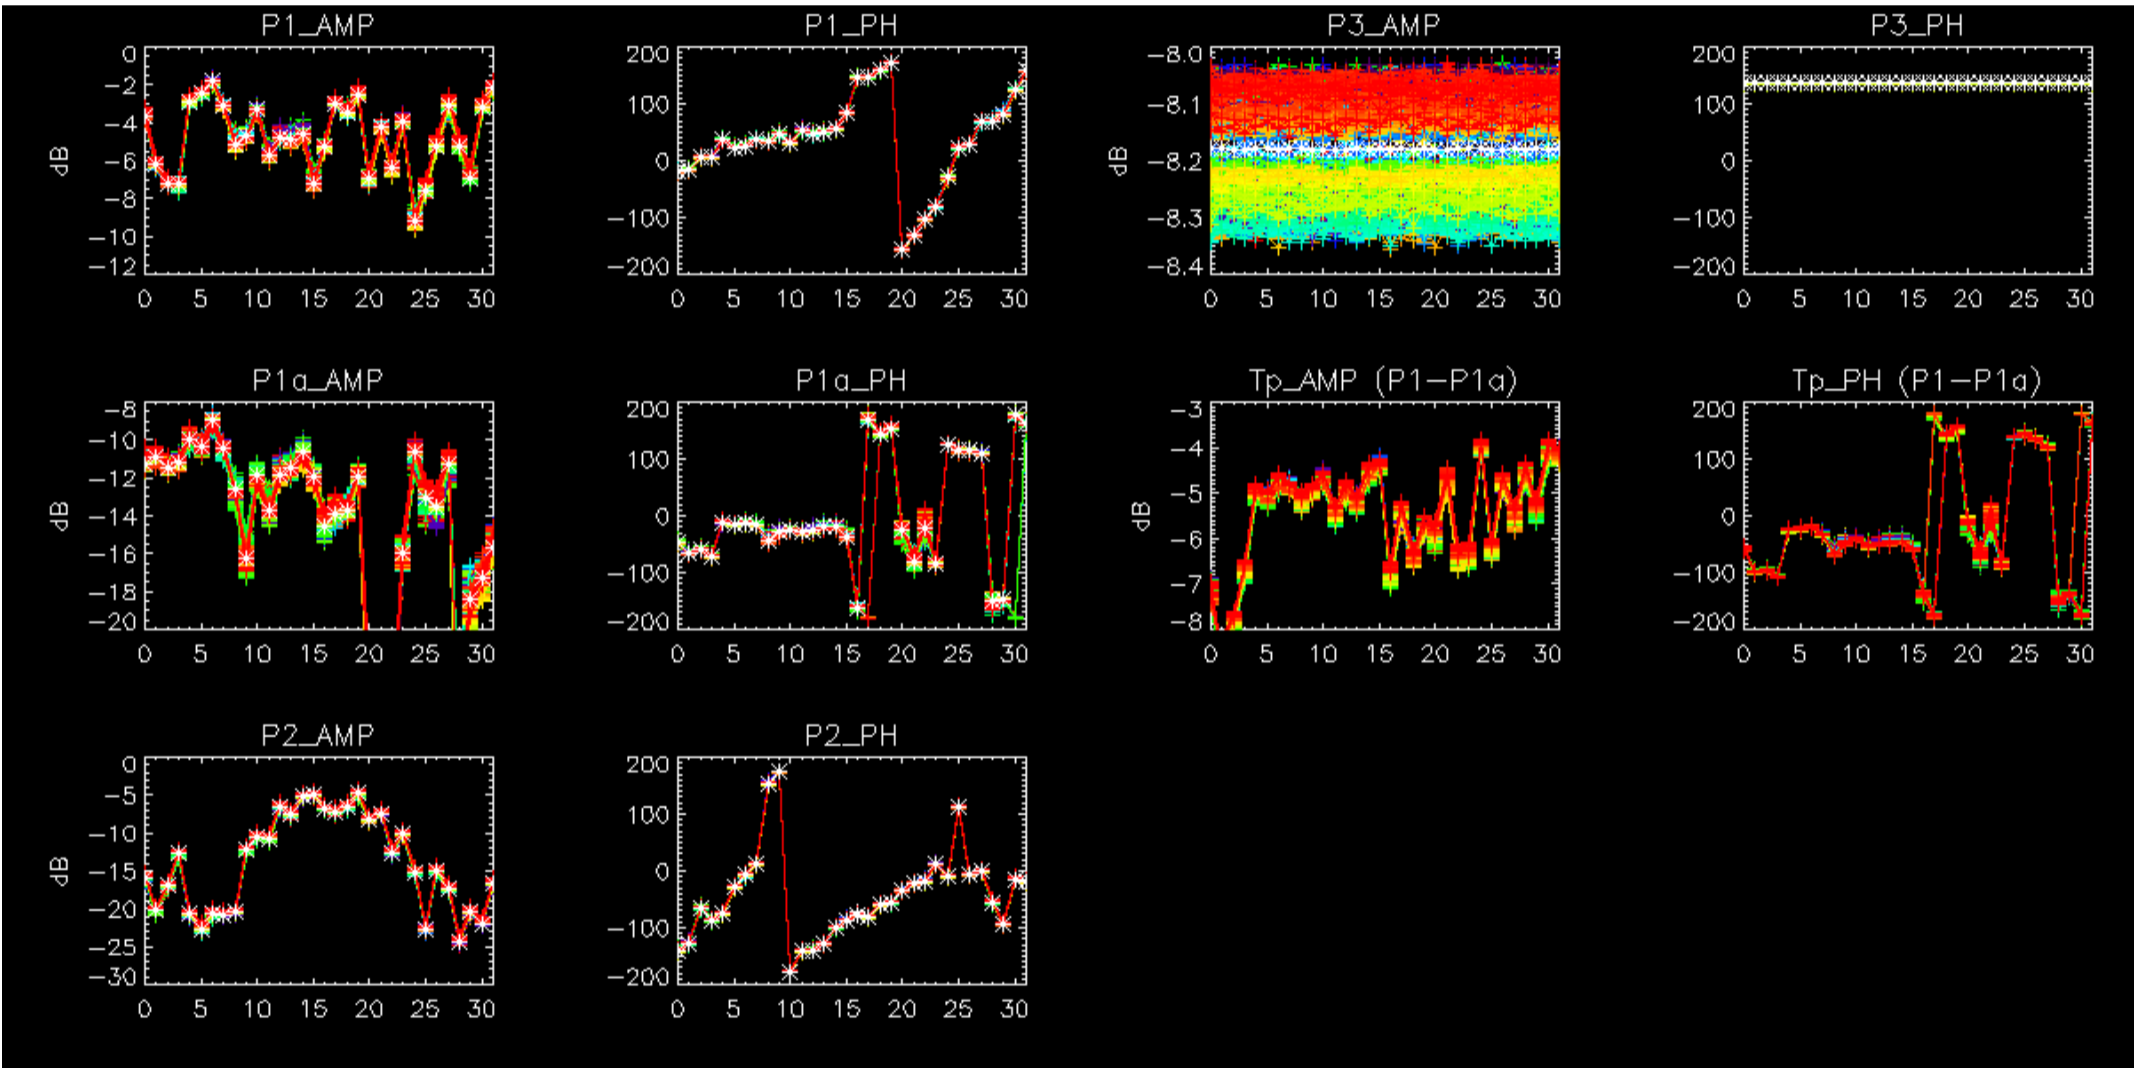 P1_AMP
0
−2
−4
−6
−8
−10
−12
dB
0 5 10 15 20 25 30
P1_PH
200
100
0
−100
−200
0 5 10 15 20 25 30
P3_AMP
−8.0
−8.1
−8.2
−8.3
−8.4
dB
0 5 10 15 20 25 30
P3_PH
200
100
0
−100
−200
0 5 10 15 20 25 30
P1a_AMP
−8
−10
−12
−14
−16
−18
−20
dB
0 5 10 15 20 25 30
P1a_PH
200
100
0
−100
−200
0 5 10 15 20 25 30
Tp_AMP (P1−P1a)
−3
−4
−5
−6
−7
−8
dB
0 5 10 15 20 25 30
Tp_PH (P1−P1a)
200
100
0
−100
−200
0 5 10 15 20 25 30
P2_AMP
0
−5
−10
−15
−20
−25
−30
dB
0 5 10 15 20 25 30
P2_PH
200
100
0
−100
−200
0 5 10 15 20 25 30